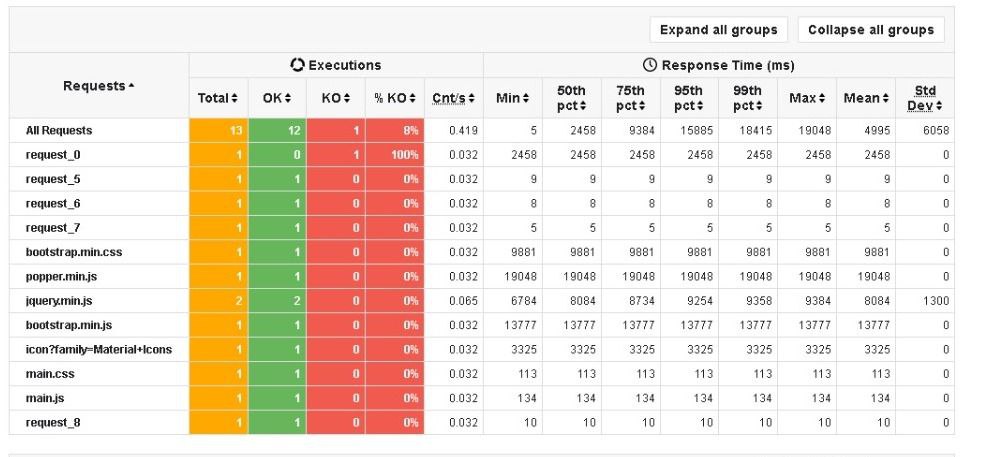 Expand all groups Collapse all groups
Requests Executions Response Time (ms)
Total OK KO % KO Cnt/s Min 50th pct 75th pct 95th pct 99th pct Max Mean Std Dev
All Requests 13 12 1 8% 0.419 5 2458 9384 15885 18415 19048 4995 6058
request_0 1 0 1 100% 0.032 2458 2458 2458 2458 2458 2458 2458 0
request_5 1 1 0 0% 0.032 9 9 9 9 9 9 9 0
request_6 1 1 0 0% 0.032 8 8 8 8 8 8 8 0
request_7 1 1 0 0% 0.032 5 5 5 5 5 5 5 0
bootstrap.min.css 1 1 0 0% 0.032 9881 9881 9881 9881 9881 9881 9881 0
popper.min.js 1 1 0 0% 0.032 19048 19048 19048 19048 19048 19048 19048 0
jquery.min.js 2 2 0 0% 0.065 6784 8084 8734 9254 9358 9384 8084 1300
bootstrap.min.js 1 1 0 0% 0.032 13777 13777 13777 13777 13777 13777 13777 0
icon?family=Material+Icons 1 1 0 0% 0.032 3325 3325 3325 3325 3325 3325 3325 0
main.css 1 1 0 0% 0.032 113 113 113 113 113 113 113 0
main.js 1 1 0 0% 0.032 134 134 134 134 134 134 134 0
request_8 1 1 0 0% 0.032 10 10 10 10 10 10 10 0